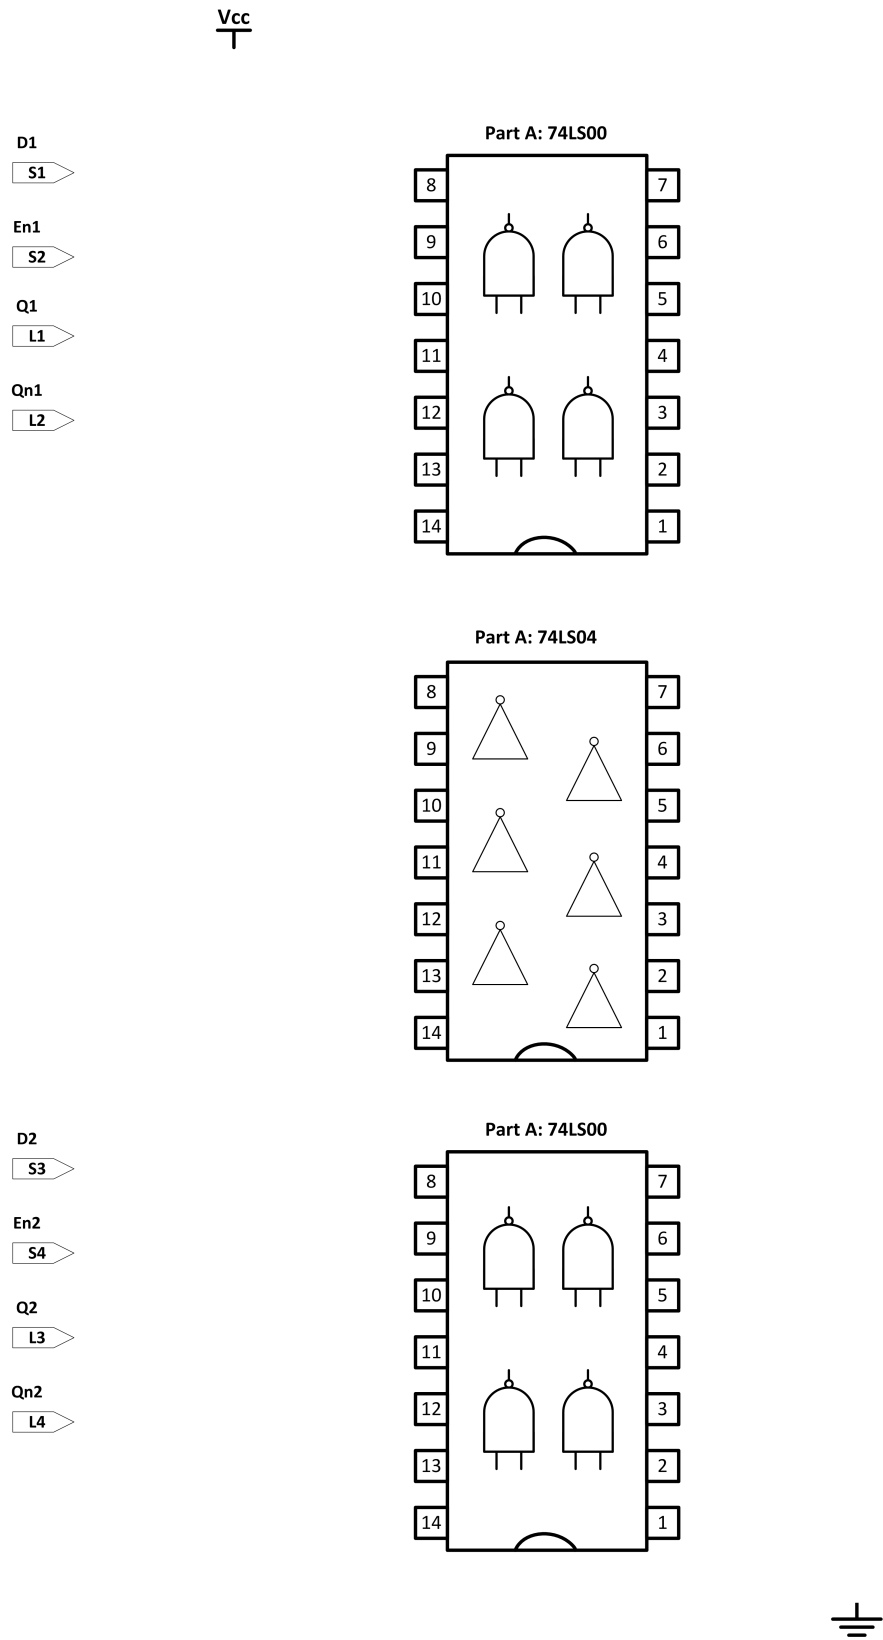 Vcc
D1
S1
En1
S2
Q1
L1
Qn1
L2
Part A: 74LS00
8 7
9 6
10 5
11 4
12 3
13 2
14 1
Part A: 74LS04
8 7
9 6
10 5
11 4
12 3
13 2
14 1
D2
S3
En2
S4
Q2
L3
Qn2
L4
Part A: 74LS00
8 7
9 6
10 5
11 4
12 3
13 2
14 1